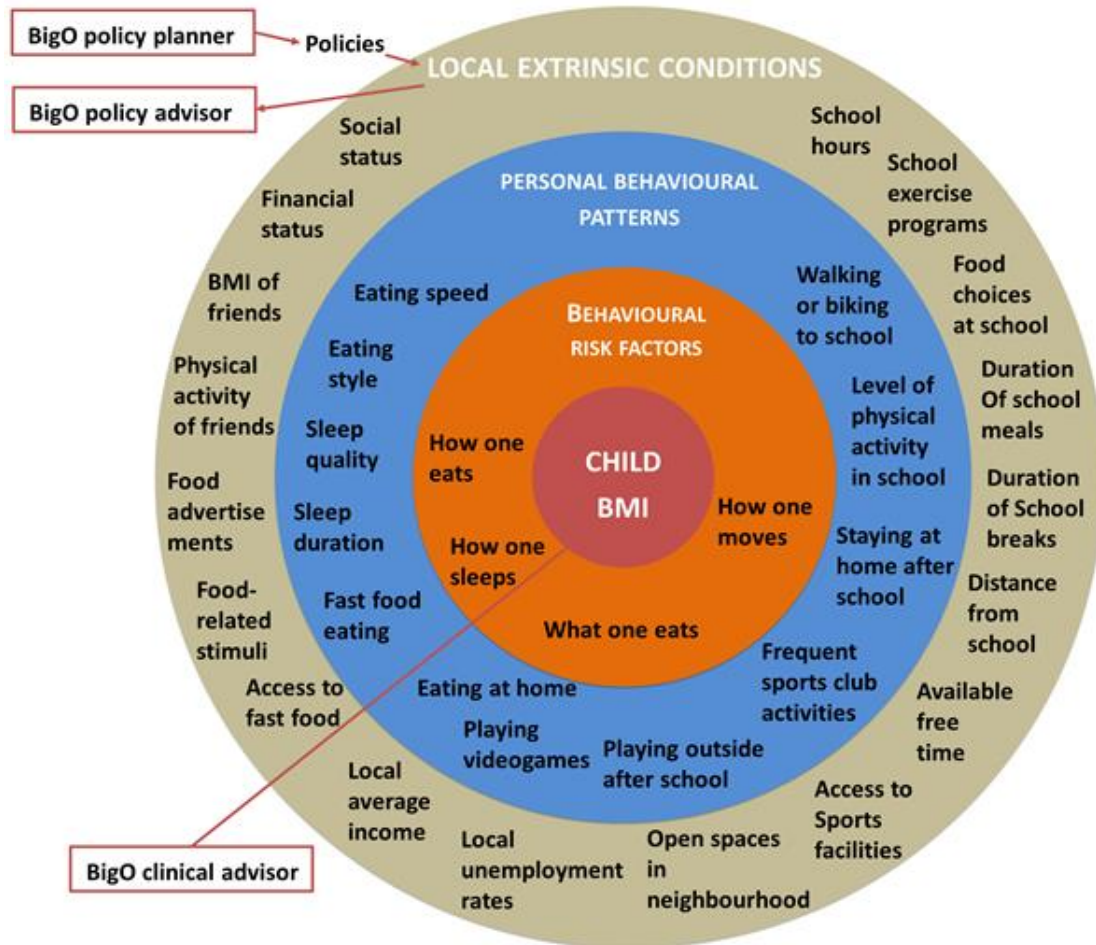 BigO policy planner
Policies
BigO policy advisor
LOCAL EXTRINSIC CONDITIONS
Social
status
Financial
status
BMI of
friends
Physical
activity
of friends
Food
advertise
ments
Food-
related
stimuli
Access to
fast food
Local
average
income
Local
unemployment
rates
Open spaces
in
neighbourhood
Access to
Sports
facilities
Available
free
time
Distance
from
school
Duration
of School
breaks
Duration
Of school
meals
Food
choices
at school
School
exercise
programs
School
hours
PERSONAL BEHAVIOURAL
PATTERNS
Eating speed
Eating
style
Sleep
quality
Sleep
duration
Fast food
eating
Eating at home
Playing
videogames
Playing outside
after school
Frequent
sports club
activities
Staying at
home after
school
Level of
physical
activity
in school
Walking
or biking
to school
BEHAVIOURAL
RISK FACTORS
How one
eats
How one
sleeps
What one eats
How one
moves
CHILD
BMI
BigO clinical advisor